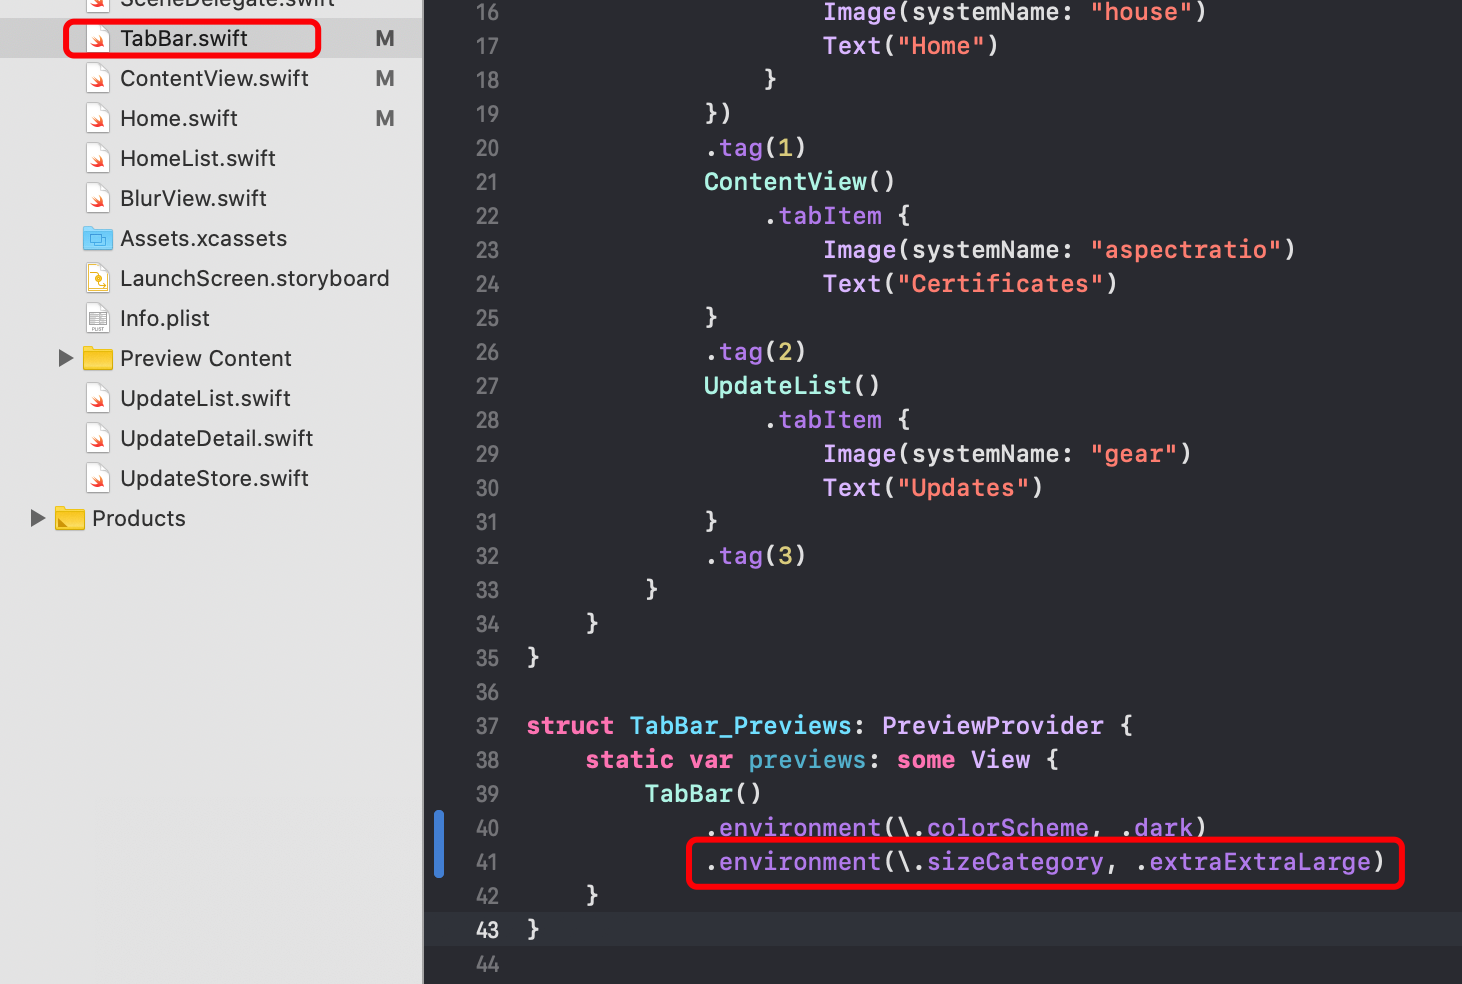 SceneDelegate.swift
TabBar.swift M
ContentView.swift M
Home.swift M
HomeList.swift
BlurView.swift
Assets.xcassets
LaunchScreen.storyboard
Info.plist
Preview Content
UpdateList.swift
UpdateDetail.swift
UpdateStore.swift
Products
16 Image(systemName: "house")
17 Text("Home")
18 }
19 })
20 .tag(1)
21 ContentView()
22 .tabItem {
23 Image(systemName: "aspectratio")
24 Text("Certificates")
25 }
26 .tag(2)
27 UpdateList()
28 .tabItem {
29 Image(systemName: "gear")
30 Text("Updates")
31 }
32 .tag(3)
33 }
34 }
35 }
36
37 struct TabBar_Previews: PreviewProvider {
38 static var previews: some View {
39 TabBar()
40 .environment(\.colorScheme, .dark)
41 .environment(\.sizeCategory, .extraExtraLarge)
42 }
43 }
44